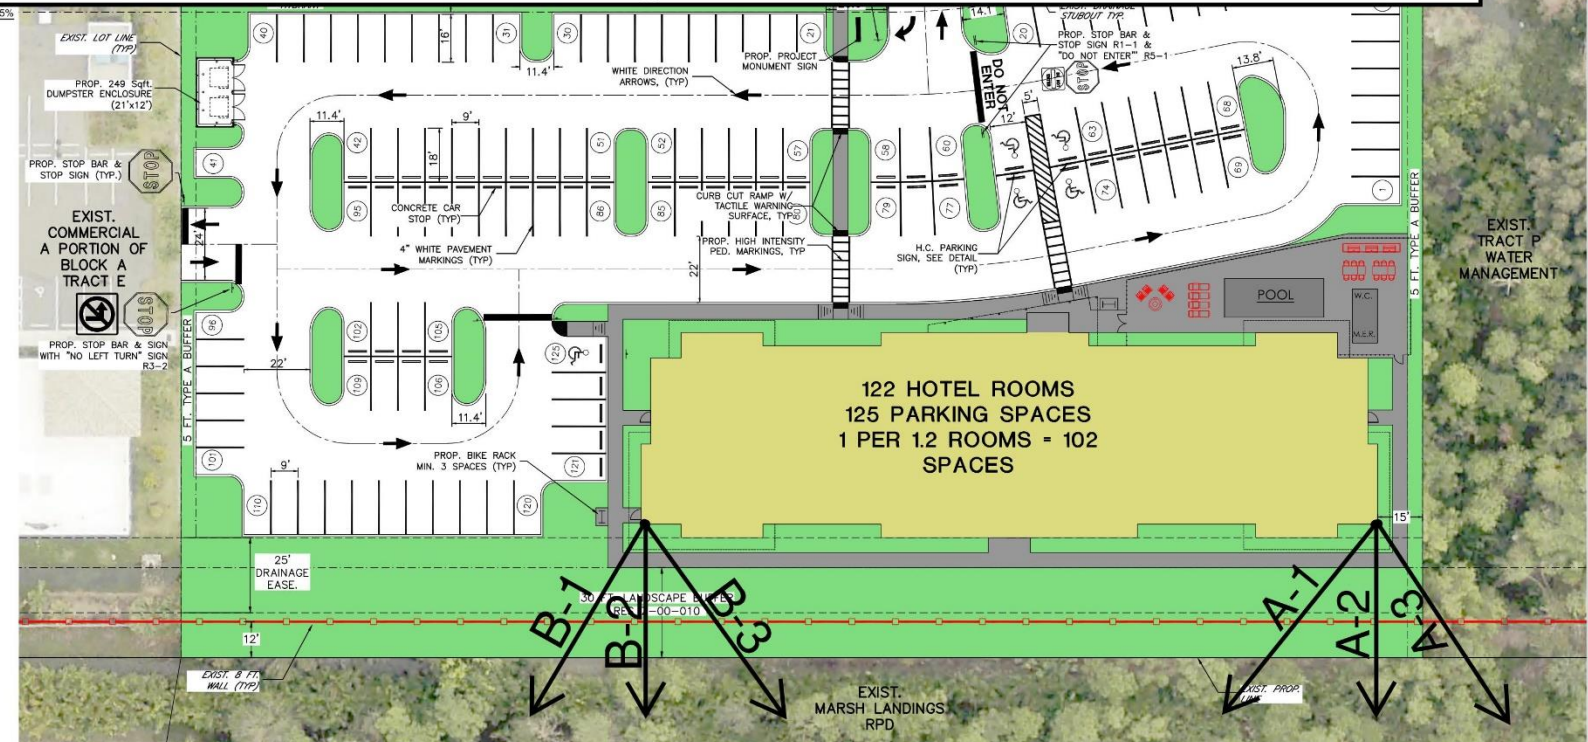 5%
EXIST. LOT LINE
(TYP)
PROP. 249 Sqft.
DUMPSTER ENCLOSURE
(21'x12')
40
16'
31
30
11.4'
21
WHITE DIRECTION
ARROWS, (TYP)
PROP. PROJECT
MONUMENT SIGN
14.1'
STUBOUT TYP.
20
PROP. STOP BAR &
STOP SIGN R1-1 &
"DO NOT ENTER" R5-1
DO NOT
ENTER
STOP
13.8'
5'
12'
11.4'
9'
18'
42
51
52
57
58
60
63
68
41
PROP. STOP BAR &
STOP SIGN (TYP.)
STOP
95
CONCRETE CAR
STOP (TYP)
86
85
CURB CUT RAMP W/
TACTILE WARNING
SURFACE, TYP
79
77
74
69
1
EXIST.
COMMERCIAL
A PORTION OF
BLOCK A
TRACT E
24'
4" WHITE PAVEMENT
MARKINGS (TYP)
22'
PROP. HIGH INTENSITY
PED. MARKINGS, TYP
H.C. PARKING
SIGN, SEE DETAIL
(TYP)
5 FT. TYPE A BUFFER
EXIST.
TRACT P
WATER
MANAGEMENT
STOP
PROP. STOP BAR & SIGN
WITH "NO LEFT TURN" SIGN
R3-2
96
102
105
125
POOL
W.C.
M.E.R.
5 FT. TYPE A BUFFER
22'
109
106
11.4'
122 HOTEL ROOMS
125 PARKING SPACES
1 PER 1.2 ROOMS = 102
SPACES
101
9'
PROP. BIKE RACK
MIN. 3 SPACES (TYP)
121
110
120
15'
25'
DRAINAGE
EASE.
30 FT. LANDSCAPE BUFFER
00-010
B-1
B-2
B-3
A-1
A-2
A-3
12'
EXIST. 8 FT.
WALL (TYP)
EXIST.
MARSH LANDINGS
RPD
EXIST. PROP.
LINE